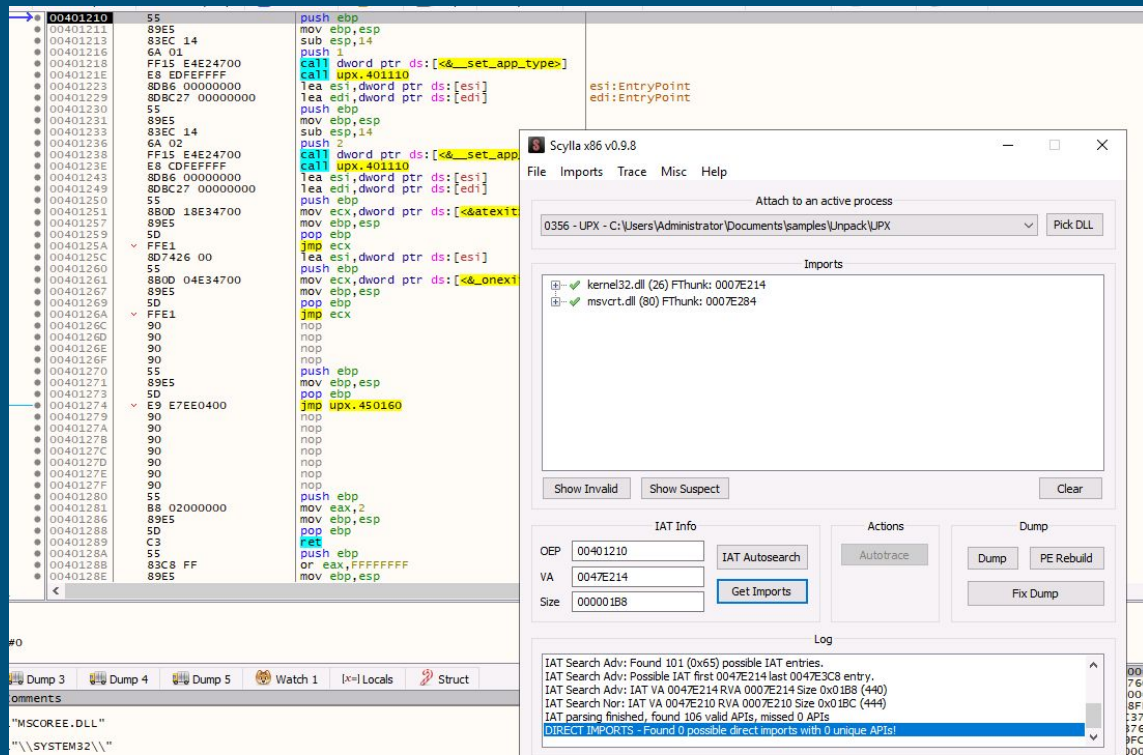 00401210 55 push ebp
00401211 89E5 mov ebp,esp
00401213 83EC 14 sub esp,14
00401216 6A 01 push 1
00401218 FF15 E4E24700 call dword ptr ds:[<&__set_app_type>]
0040121E E8 EDFEFFFF call upx.401110
00401223 8DB6 00000000 lea esi,dword ptr ds:[esi] esi:EntryPoint
00401229 8DBC27 00000000 lea edi,dword ptr ds:[edi] edi:EntryPoint
00401230 55 push ebp
00401231 89E5 mov ebp,esp
00401233 83EC 14 sub esp,14
00401236 6A 02 push 2
00401238 FF15 E4E24700 call dword ptr ds:[<&__set_app
0040123E E8 CDFEFFFF call upx.401110
00401243 8DB6 00000000 lea esi,dword ptr ds:[esi]
00401249 8DBC27 00000000 lea edi,dword ptr ds:[edi]
00401250 55 push ebp
00401251 8B0D 18E34700 mov ecx,dword ptr ds:[<&atexit
00401257 89E5 mov ebp,esp
00401259 5D pop ebp
0040125A FFE1 jmp ecx
0040125C 8D7426 00 lea esi,dword ptr ds:[esi]
00401260 55 push ebp
00401261 8B0D 04E34700 mov ecx,dword ptr ds:[<&_onexi
00401267 89E5 mov ebp,esp
00401269 5D pop ebp
0040126A FFE1 jmp ecx
0040126C 90 nop
0040126D 90 nop
0040126E 90 nop
0040126F 90 nop
00401270 55 push ebp
00401271 89E5 mov ebp,esp
00401273 5D pop ebp
00401274 E9 E7EE0400 jmp upx.450160
00401279 90 nop
0040127A 90 nop
0040127B 90 nop
0040127C 90 nop
0040127D 90 nop
0040127E 90 nop
0040127F 90 nop
00401280 55 push ebp
00401281 B8 02000000 mov eax,2
00401286 89E5 mov ebp,esp
00401288 5D pop ebp
00401289 C3 ret
0040128A 55 push ebp
0040128B 83C8 FF or eax,FFFFFFFF
0040128E 89E5 mov ebp,esp
#0
Dump 3 Dump 4 Dump 5 Watch 1 [x=] Locals Struct
omments
"MSCOREE.DLL"
"\\SYSTEM32\\"
Scylla x86 v0.9.8
File Imports Trace Misc Help
Attach to an active process
0356 - UPX - C:\Users\Administrator\Documents\samples\Unpack\UPX Pick DLL
Imports
kernel32.dll (26) FThunk: 0007E214
msvcrt.dll (80) FThunk: 0007E284
Show Invalid Show Suspect Clear
IAT Info Actions Dump
OEP 00401210 IAT Autosearch Autotrace Dump PE Rebuild
VA 0047E214
Size 000001B8 Get Imports Fix Dump
Log
IAT Search Adv: Found 101 (0x65) possible IAT entries.
IAT Search Adv: Possible IAT first 0047E214 last 0047E3C8 entry.
IAT Search Adv: IAT VA 0047E214 RVA 0007E214 Size 0x01B8 (440)
IAT Search Nor: IAT VA 0047E210 RVA 0007E210 Size 0x01BC (444)
IAT parsing finished, found 106 valid APIs, missed 0 APIs
DIRECT IMPORTS - Found 0 possible direct imports with 0 unique APIs!